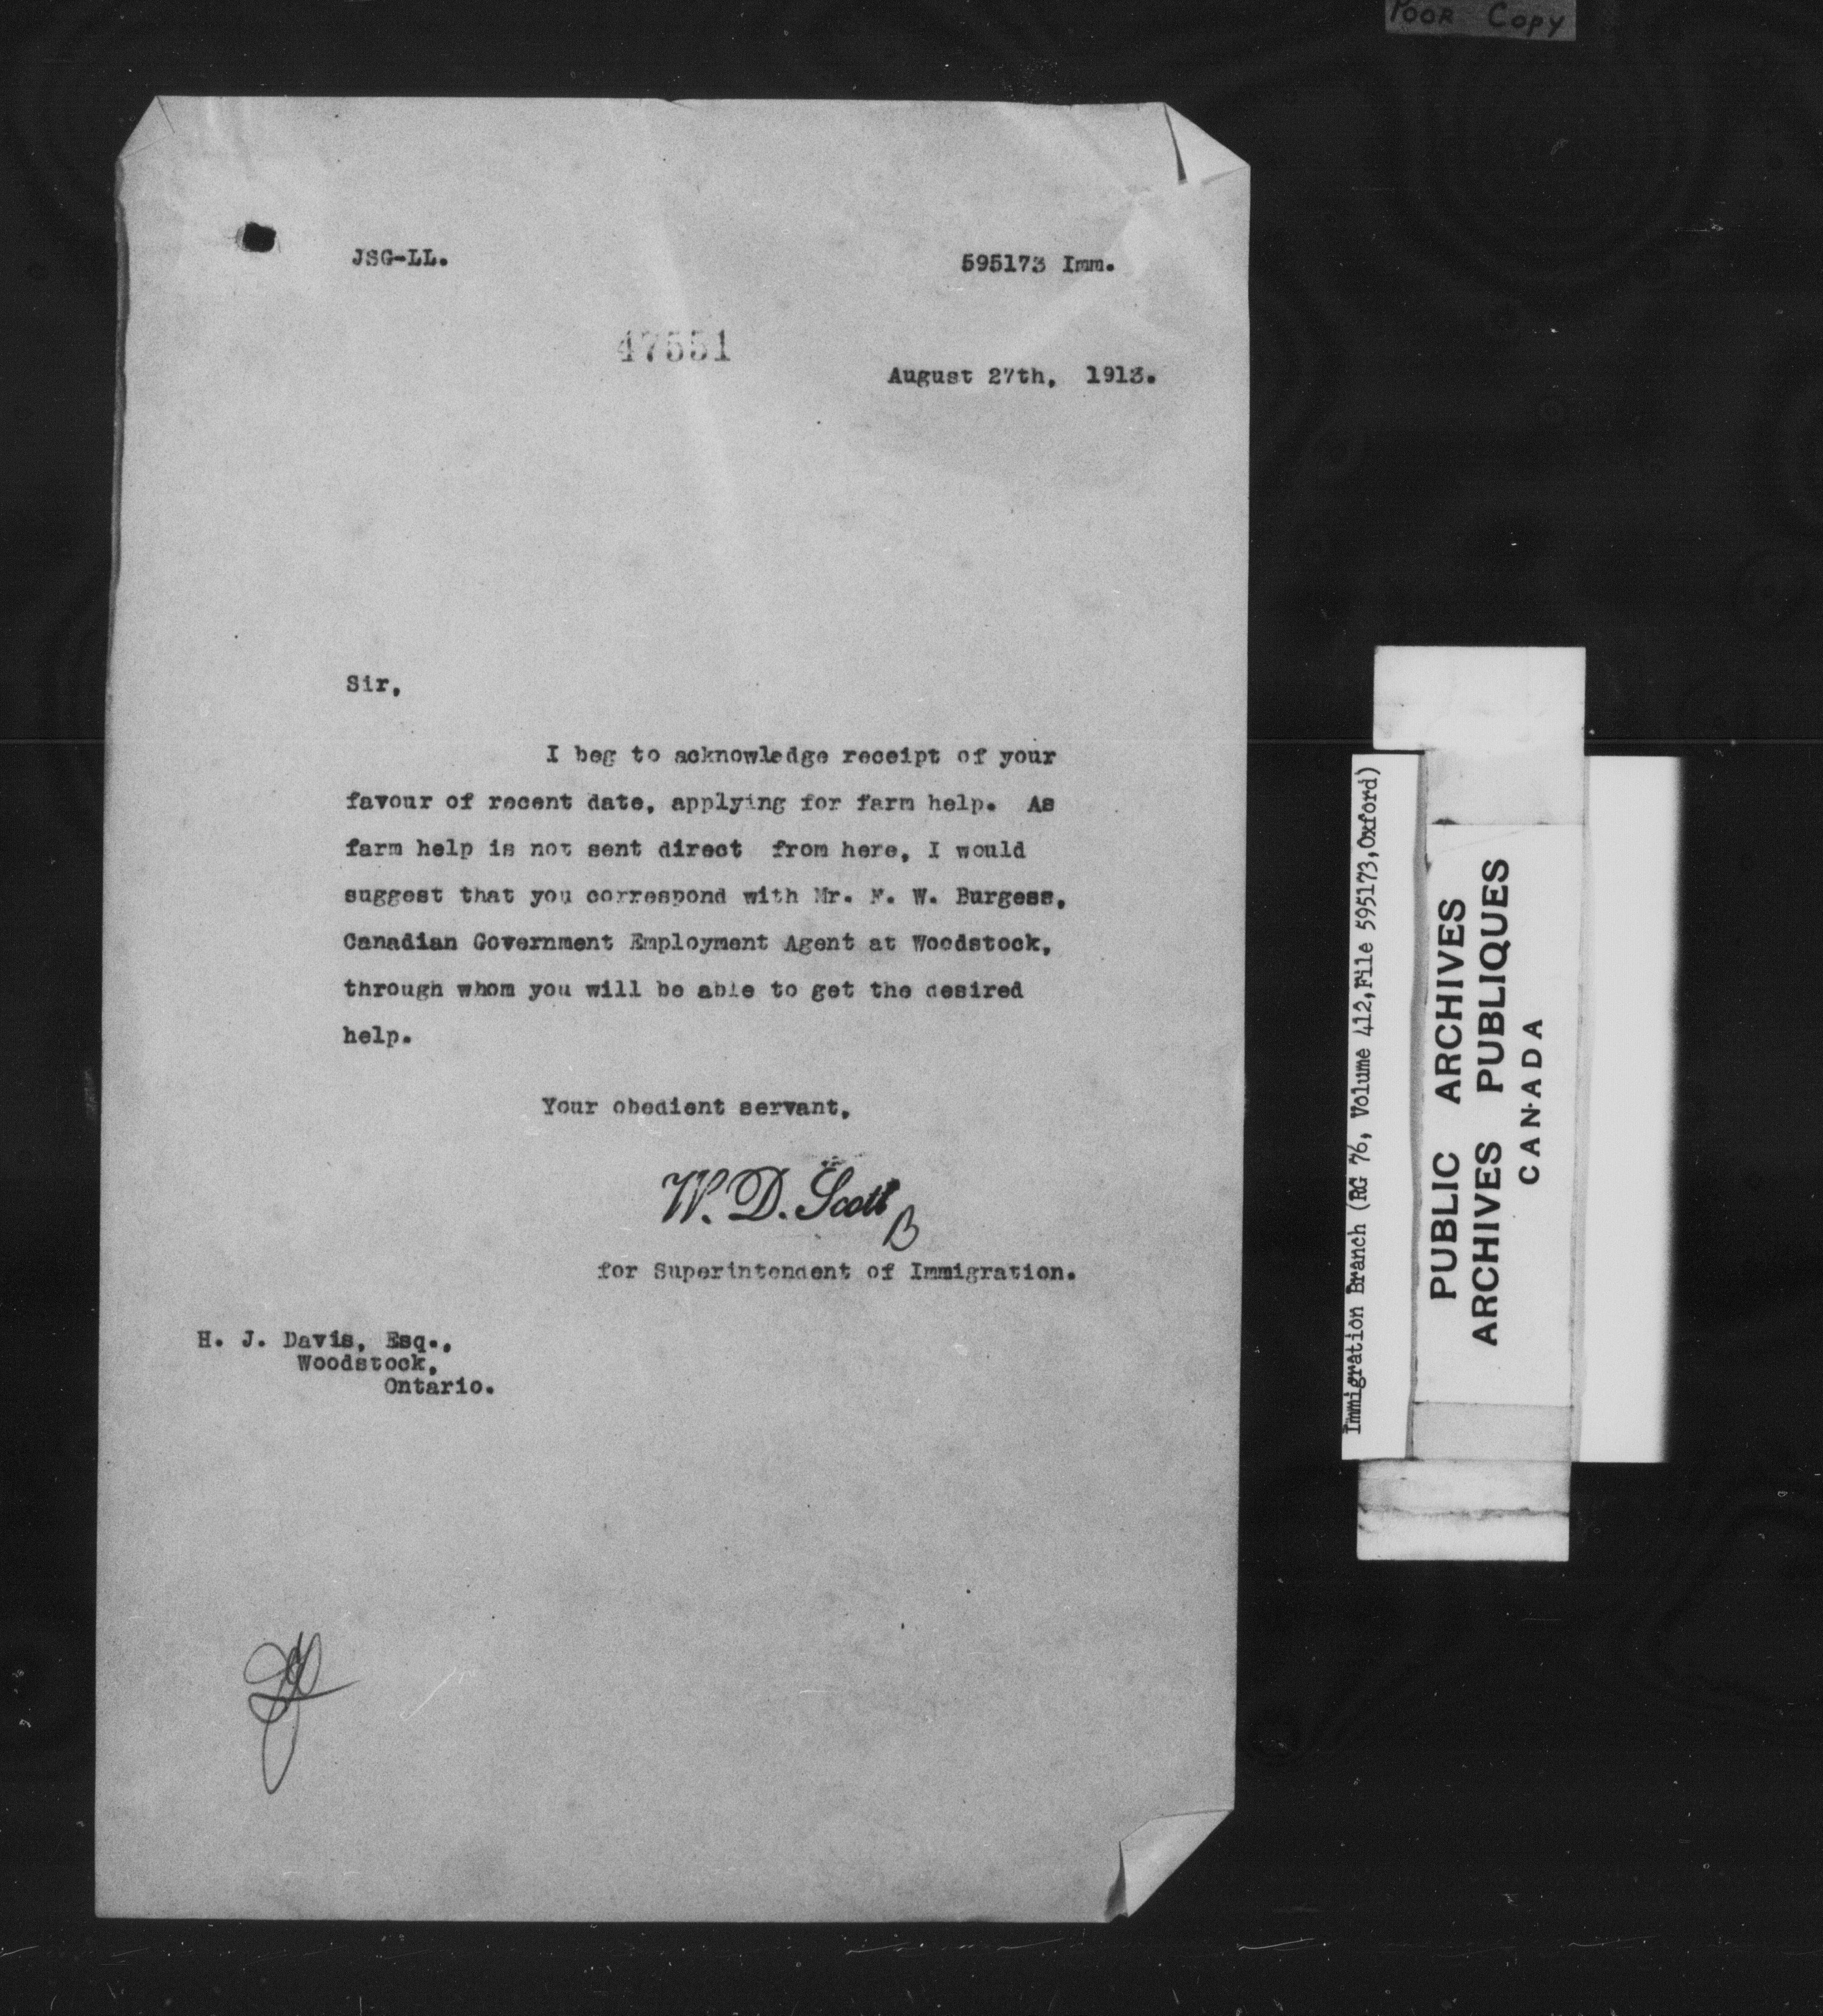 POOR COPY
JSG-LL.
595173 Imm.
47551
August 27th, 1913.
Sir,
I beg to acknowledge receipt of your
favour of recent date, applying for farm help. As
farm help is not sent direct from here, I would
suggest that you correspond with Mr. F. W. Burgess,
Canadian Government Employment Agent at Woodstock,
through whom you will be able to get the desired
help.
Your obedient servant,
W. D. Scott
B
for Superintendent of Immigration.
H. J. Davis, Esq.,
Woodstock,
Ontario.
Immigration Branch (RG 76, Volume 412, File 595173, Oxford)
PUBLIC ARCHIVES
ARCHIVES PUBLIQUES
CANADA